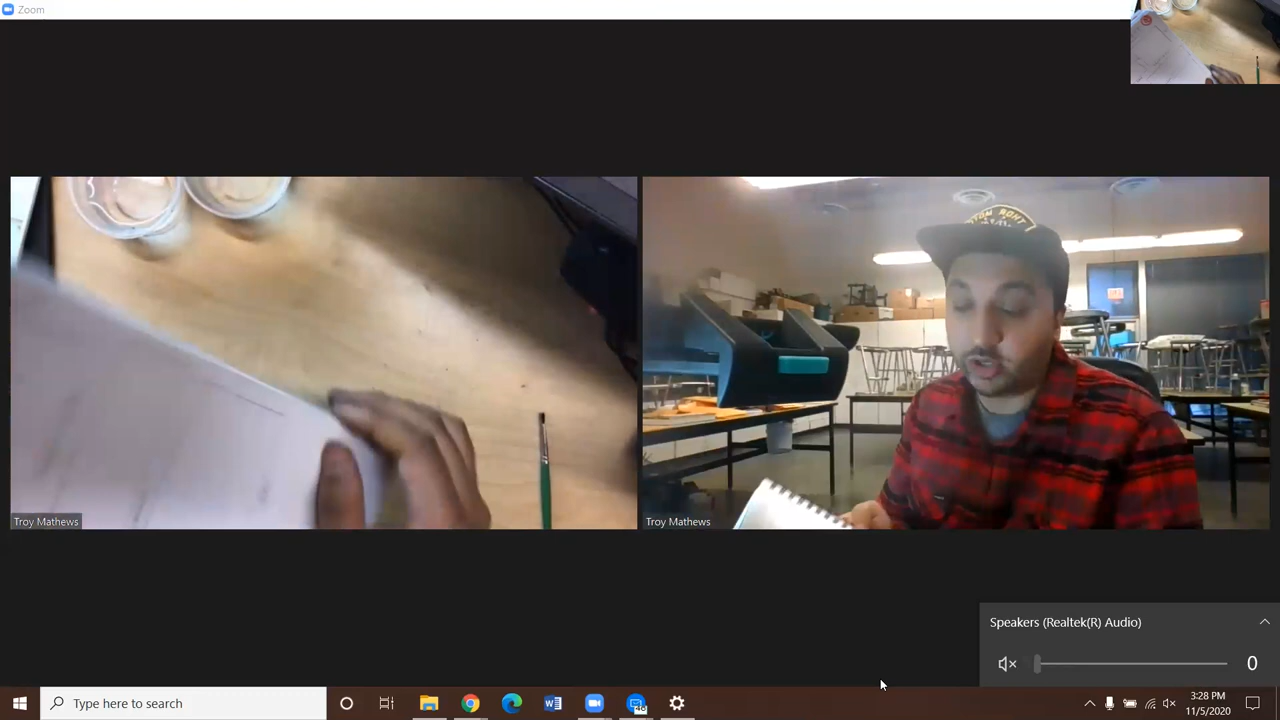 Zoom
Troy Mathews
Troy Mathews
Speakers (Realtek(R) Audio)
0
Type here to search
3:28 PM
11/5/2020